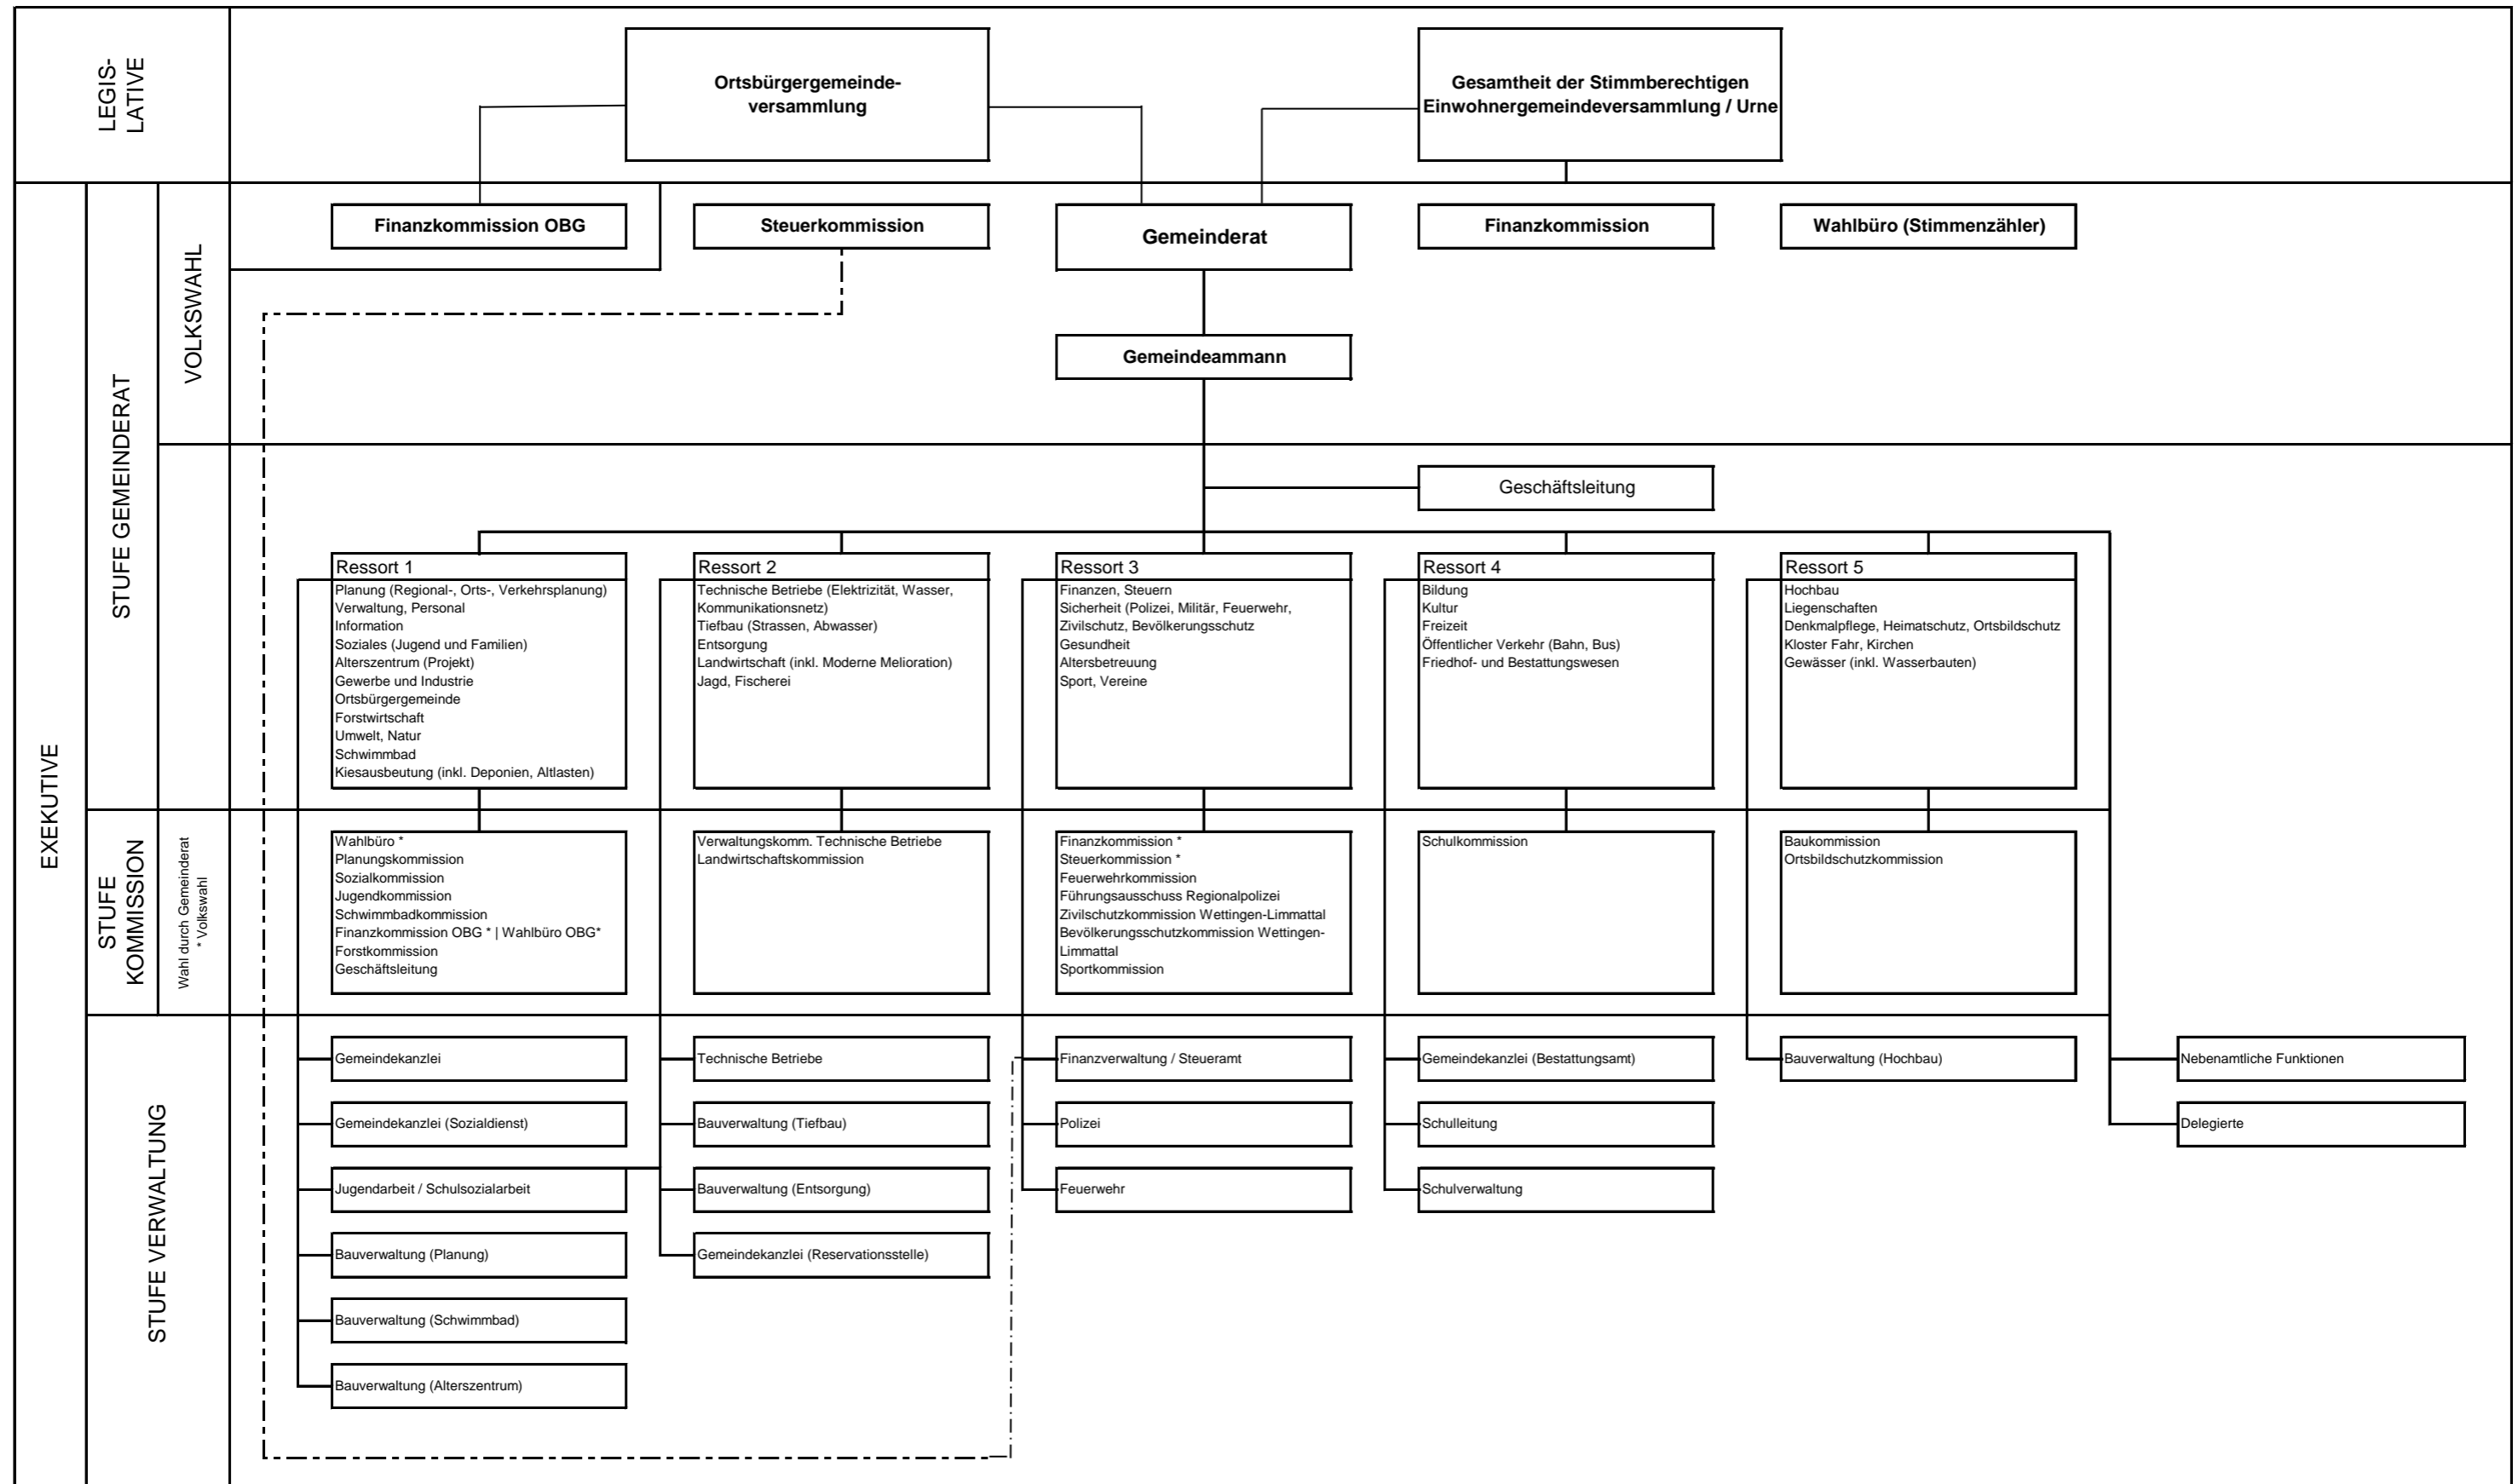 LEGIS-
LATIVE
Ortsbürgergemeinde-
versammlung
Gesamtheit der Stimmberechtigen
Einwohnergemeindeversammlung / Urne
EXEKUTIVE
STUFE GEMEINDERAT
VOLKSWAHL
Finanzkommission OBG
Steuerkommission
Gemeinderat
Finanzkommission
Wahlbüro (Stimmenzähler)
Gemeindeammann
Geschäftsleitung
Ressort 1
Planung (Regional-, Orts-, Verkehrsplanung)
Verwaltung, Personal
Information
Soziales (Jugend und Familien)
Alterszentrum (Projekt)
Gewerbe und Industrie
Ortsbürgergemeinde
Forstwirtschaft
Umwelt, Natur
Schwimmbad
Kiesausbeutung (inkl. Deponien, Altlasten)
Ressort 2
Technische Betriebe (Elektrizität, Wasser,
Kommunikationsnetz)
Tiefbau (Strassen, Abwasser)
Entsorgung
Landwirtschaft (inkl. Moderne Melioration)
Jagd, Fischerei
Ressort 3
Finanzen, Steuern
Sicherheit (Polizei, Militär, Feuerwehr,
Zivilschutz, Bevölkerungsschutz
Gesundheit
Altersbetreuung
Sport, Vereine
Ressort 4
Bildung
Kultur
Freizeit
Öffentlicher Verkehr (Bahn, Bus)
Friedhof- und Bestattungswesen
Ressort 5
Hochbau
Liegenschaften
Denkmalpflege, Heimatschutz, Ortsbildschutz
Kloster Fahr, Kirchen
Gewässer (inkl. Wasserbauten)
STUFE
KOMMISSION
Wahl durch Gemeinderat
* Volkswahl
Wahlbüro *
Planungskommission
Sozialkommission
Jugendkommission
Schwimmbadkommission
Finanzkommission OBG * | Wahlbüro OBG*
Forstkommission
Geschäftsleitung
Verwaltungskomm. Technische Betriebe
Landwirtschaftskommission
Finanzkommission *
Steuerkommission *
Feuerwehrkommission
Führungsausschuss Regionalpolizei
Zivilschutzkommission Wettingen-Limmattal
Bevölkerungsschutzkommission Wettingen-
Limmattal
Sportkommission
Schulkommission
Baukommission
Ortsbildschutzkommission
STUFE VERWALTUNG
Gemeindekanzlei
Gemeindekanzlei (Sozialdienst)
Jugendarbeit / Schulsozialarbeit
Bauverwaltung (Planung)
Bauverwaltung (Schwimmbad)
Bauverwaltung (Alterszentrum)
Technische Betriebe
Bauverwaltung (Tiefbau)
Bauverwaltung (Entsorgung)
Gemeindekanzlei (Reservationsstelle)
Finanzverwaltung / Steueramt
Polizei
Feuerwehr
Gemeindekanzlei (Bestattungsamt)
Schulleitung
Schulverwaltung
Bauverwaltung (Hochbau)
Nebenamtliche Funktionen
Delegierte